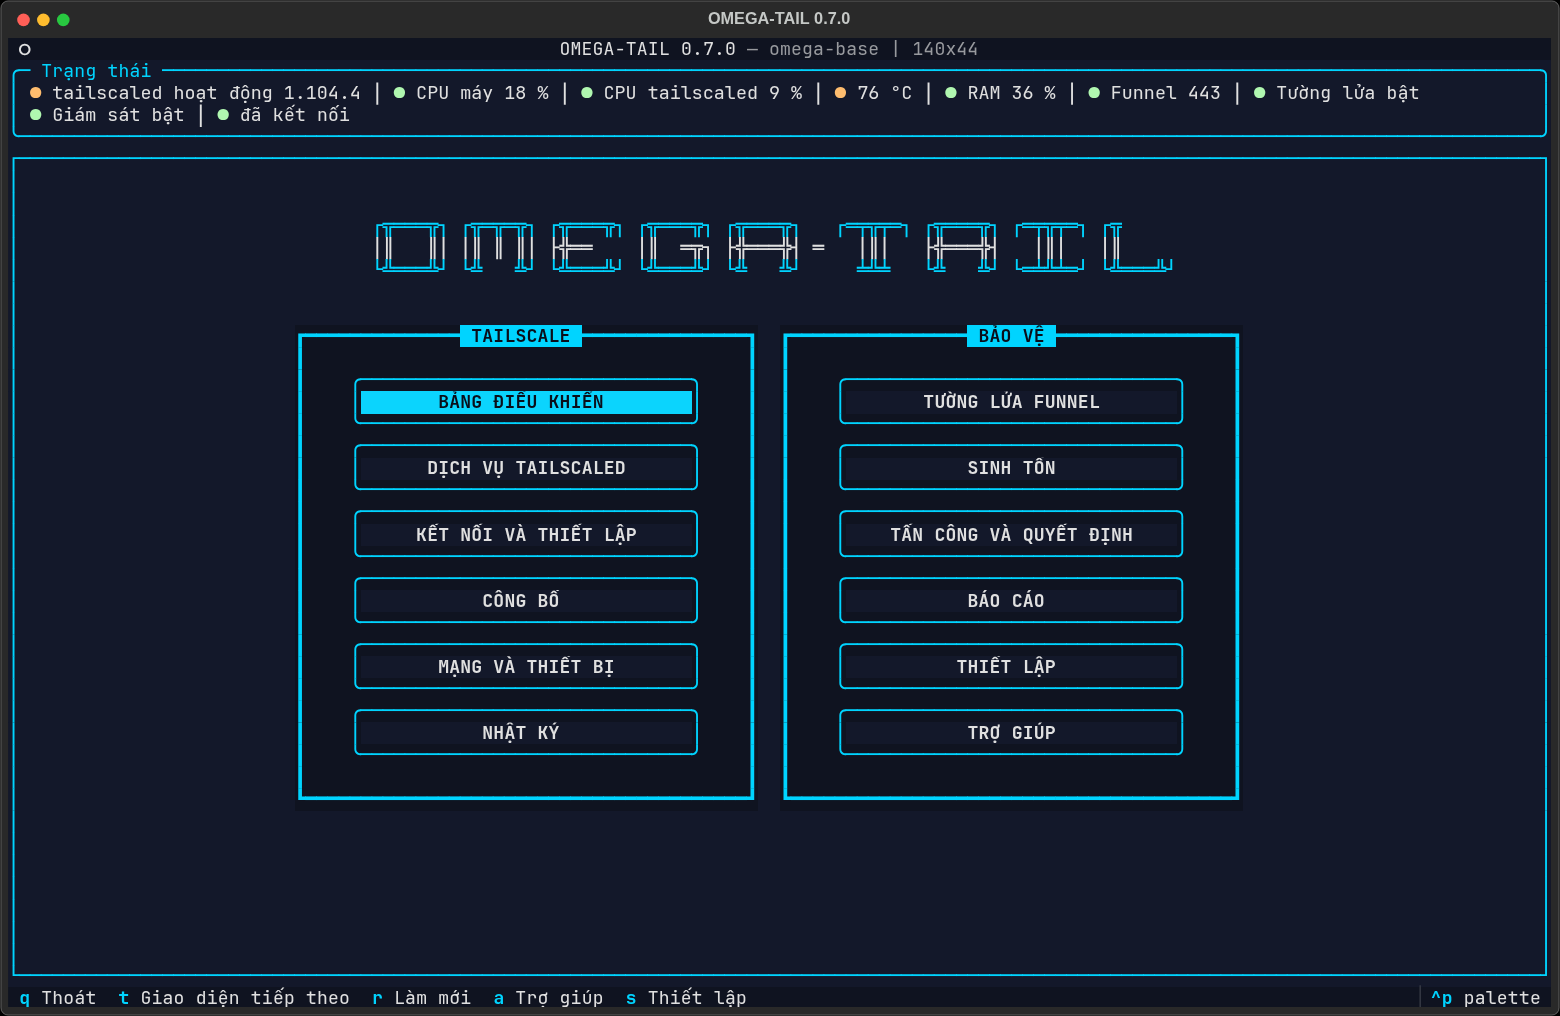 OMEGA-TAIL 0.7.0
OMEGA-TAIL 0.7.0 — omega-base | 140x44
Trạng thái
tailscaled hoạt động 1.104.4 | CPU máy 18 % | CPU tailscaled 9 % | 76 °C | RAM 36 % | Funnel 443 | Tường lửa bật
Giám sát bật | đã kết nối
OMEGA-TAIL
TAILSCALE
BẢNG ĐIỀU KHIỂN
DỊCH VỤ TAILSCALED
KẾT NỐI VÀ THIẾT LẬP
CÔNG BỐ
MẠNG VÀ THIẾT BỊ
NHẬT KÝ
BẢO VỆ
TƯỜNG LỬA FUNNEL
SINH TỒN
TẤN CÔNG VÀ QUYẾT ĐỊNH
BÁO CÁO
THIẾT LẬP
TRỢ GIÚP
q Thoát t Giao diện tiếp theo r Làm mới a Trợ giúp s Thiết lập ^p palette